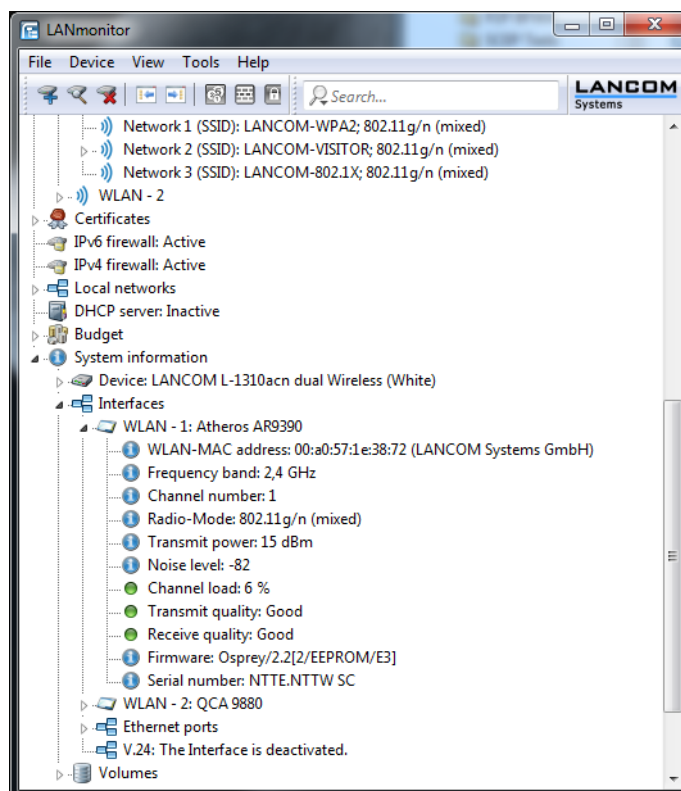 LANmonitor
File Device View Tools Help
Search...
LANCOM
Systems
Network 1 (SSID): LANCOM-WPA2; 802.11g/n (mixed)
Network 2 (SSID): LANCOM-VISITOR; 802.11g/n (mixed)
Network 3 (SSID): LANCOM-802.1X; 802.11g/n (mixed)
WLAN - 2
Certificates
IPv6 firewall: Active
IPv4 firewall: Active
Local networks
DHCP server: Inactive
Budget
System information
Device: LANCOM L-1310acn dual Wireless (White)
Interfaces
WLAN - 1: Atheros AR9390
WLAN-MAC address: 00:a0:57:1e:38:72 (LANCOM Systems GmbH)
Frequency band: 2,4 GHz
Channel number: 1
Radio-Mode: 802.11g/n (mixed)
Transmit power: 15 dBm
Noise level: -82
Channel load: 6 %
Transmit quality: Good
Receive quality: Good
Firmware: Osprey/2.2[2/EEPROM/E3]
Serial number: NTTE.NTTW SC
WLAN - 2: QCA 9880
Ethernet ports
V.24: The Interface is deactivated.
Volumes